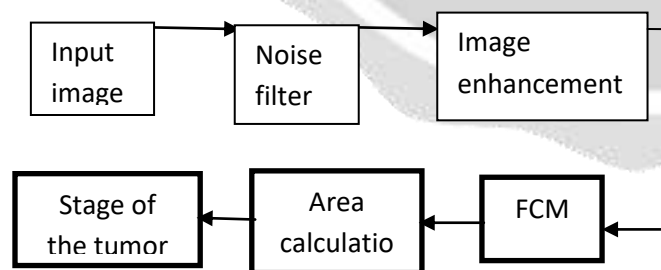 Input
image
Noise
filter
Image
enhancement
Stage of
the tumor
Area
calculatio
FCM